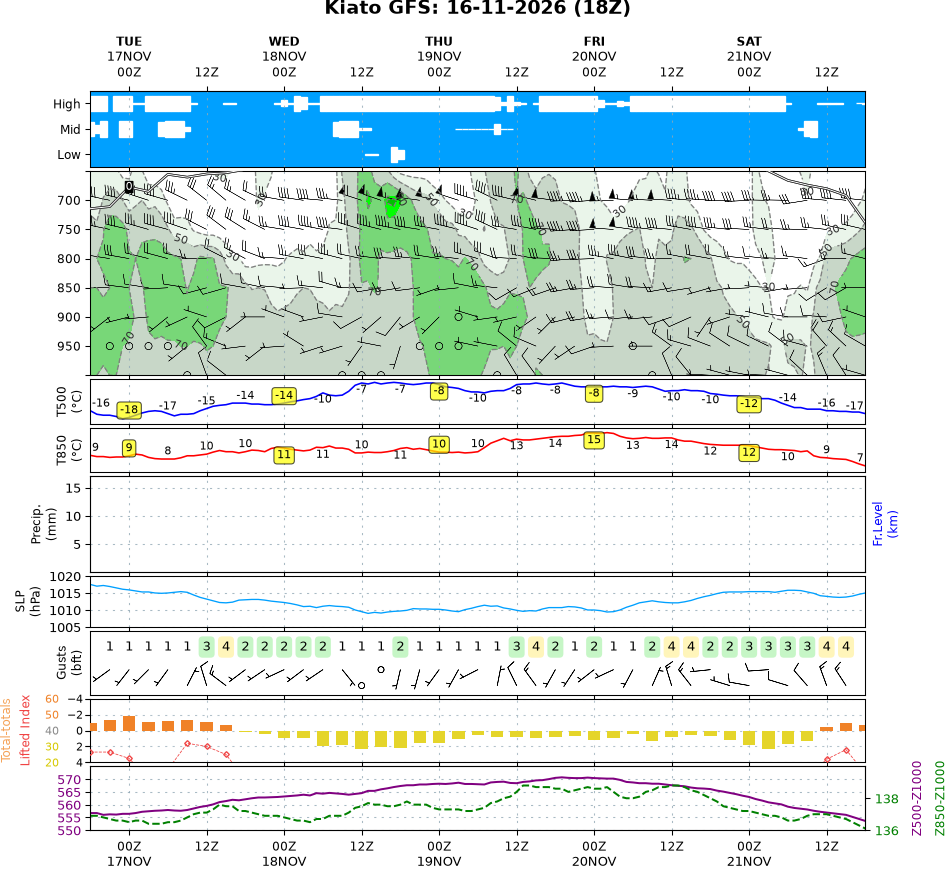 Kiato GFS: 16-11-2026 (18Z)
TUE WED THU FRI SAT
17NOV 18NOV 19NOV 20NOV 21NOV
00Z 12Z 00Z 12Z 00Z 12Z 00Z 12Z 00Z 12Z
High
Mid
Low
0
700
750
800
850
900
950
T500
(°C)
-16 -18 -17 -15 -14 -14 -10 -7 -7 -8 -10 -8 -7 -8 -9 -10 -10 -12 -14 -16 -17
T850
(°C)
9 9 8 10 10 11 11 10 11 10 10 13 14 15 13 14 12 12 10 9 7
Precip.
(mm)
15
10
5
Fr.Level
(km)
SLP
(hPa)
1020
1015
1010
1005
Gusts
(bft)
1 1 1 1 1 3 4 2 2 2 2 2 1 1 1 2 1 1 1 1 1 3 4 2 1 2 1 1 2 4 4 2 2 3 3 3 3 4 4
Total-totals
Lifted Index
60 −4
50 −2
40 0
30 2
20 4
570
565
560
555
550
138
136
Z500-Z1000
Z850-Z1000
00Z 12Z 00Z 12Z 00Z 12Z 00Z 12Z 00Z 12Z
17NOV 18NOV 19NOV 20NOV 21NOV